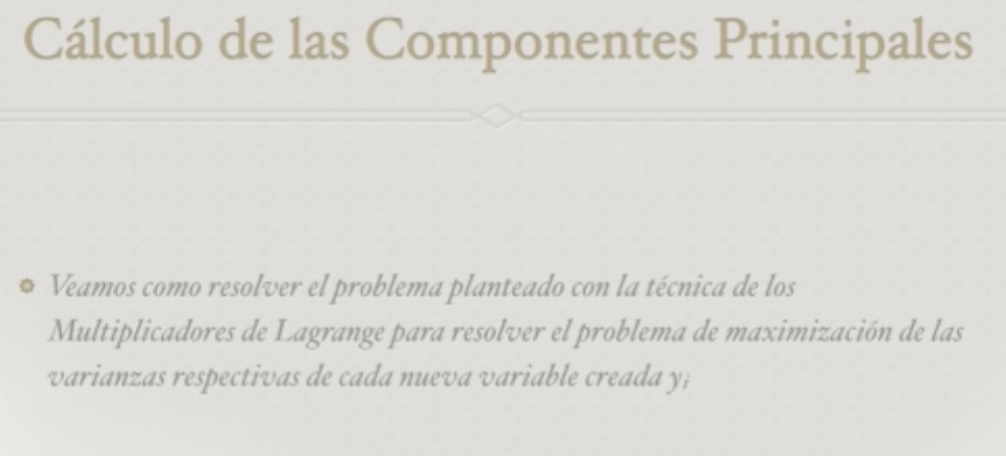 Cálculo de las Componentes Principales
Veamos como resolver el problema planteado con la técnica de los
Multiplicadores de Lagrange para resolver el problema de maximización de las
varianzas respectivas de cada nueva variable creada yᵢ